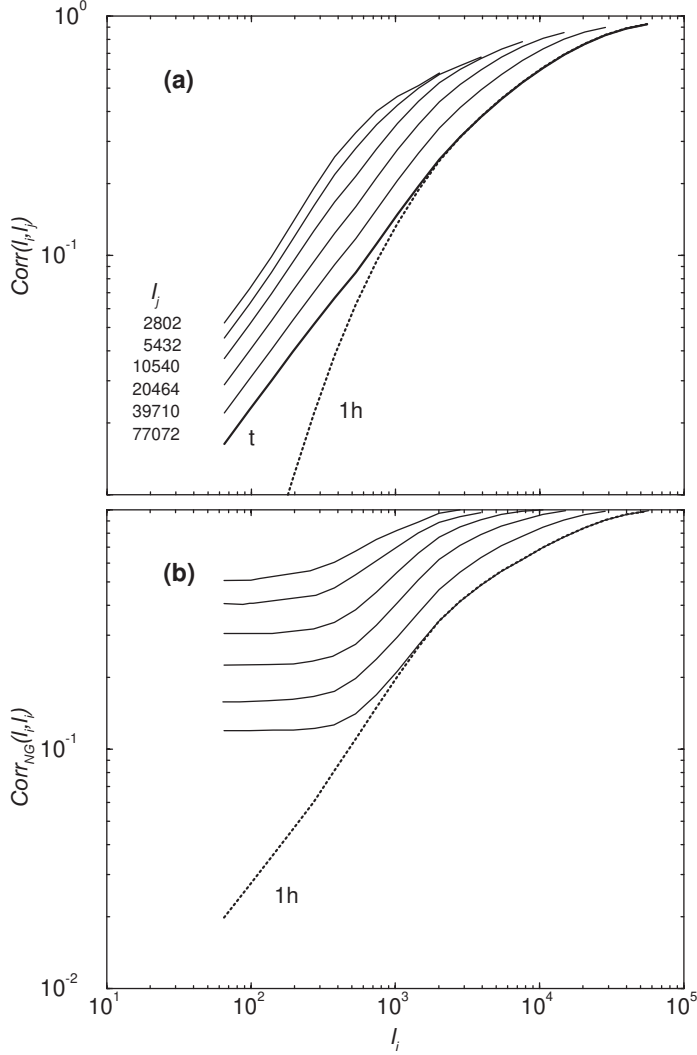 10^0
(a)
Corr(l_i,l_j)
10^-1
l_j
2802
5432
10540
20464
39710
77072
t
1h
(b)
Corr_NG(l_i,l_j)
10^-1
1h
10^-2
10^1 10^2 10^3 10^4 10^5
l_j